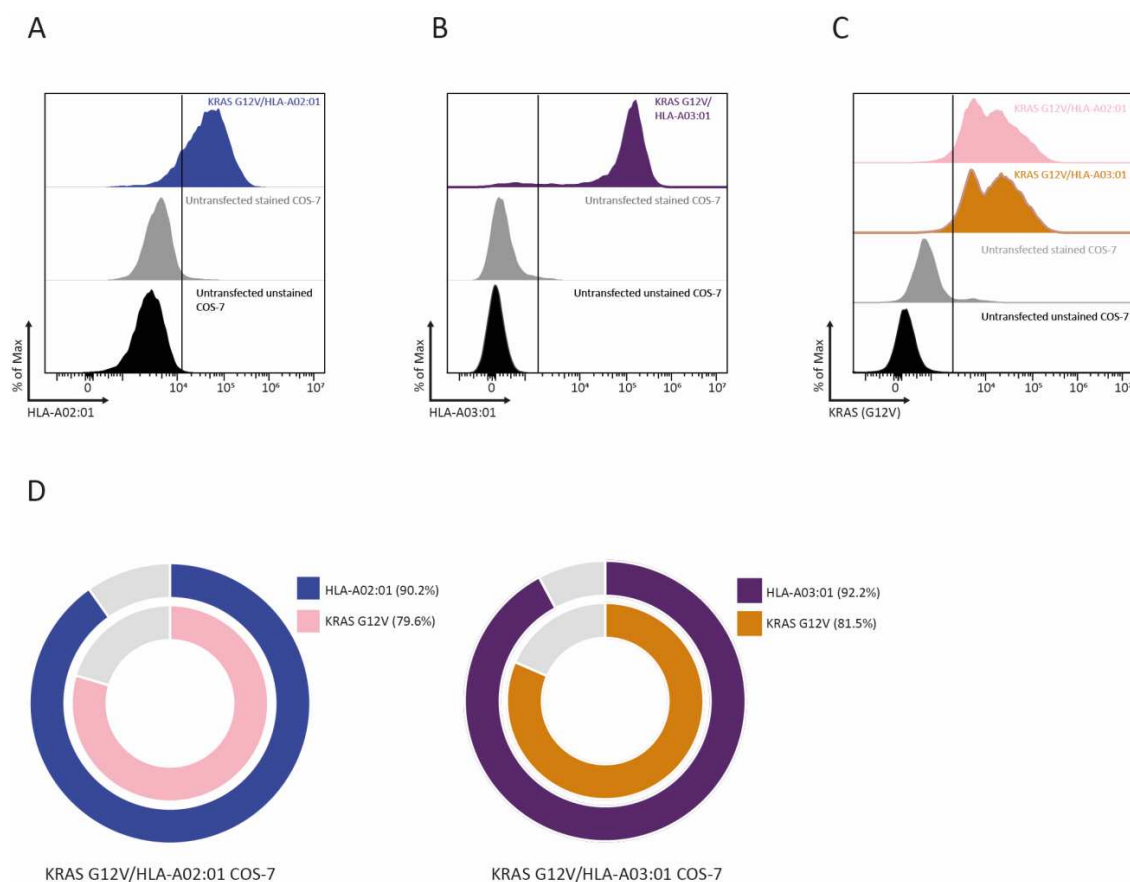 A
B
C
KRAS G12V/HLA-A02:01
Untransfected stained COS-7
Untransfected unstained
COS-7
% of Max
0
10⁴
10⁵
10⁶
10⁷
HLA-A02:01
KRAS G12V/
HLA-A03:01
Untransfected stained COS-7
Untransfected unstained COS-7
% of Max
0
10⁴
10⁵
10⁶
10⁷
HLA-A03:01
KRAS G12V/HLA-A02:01
KRAS G12V/HLA-A03:01
Untransfected stained COS-7
Untransfected unstained COS-7
% of Max
0
10⁴
10⁵
10⁶
KRAS (G12V)
D
HLA-A02:01 (90.2%)
KRAS G12V (79.6%)
KRAS G12V/HLA-A02:01 COS-7
HLA-A03:01 (92.2%)
KRAS G12V (81.5%)
KRAS G12V/HLA-A03:01 COS-7